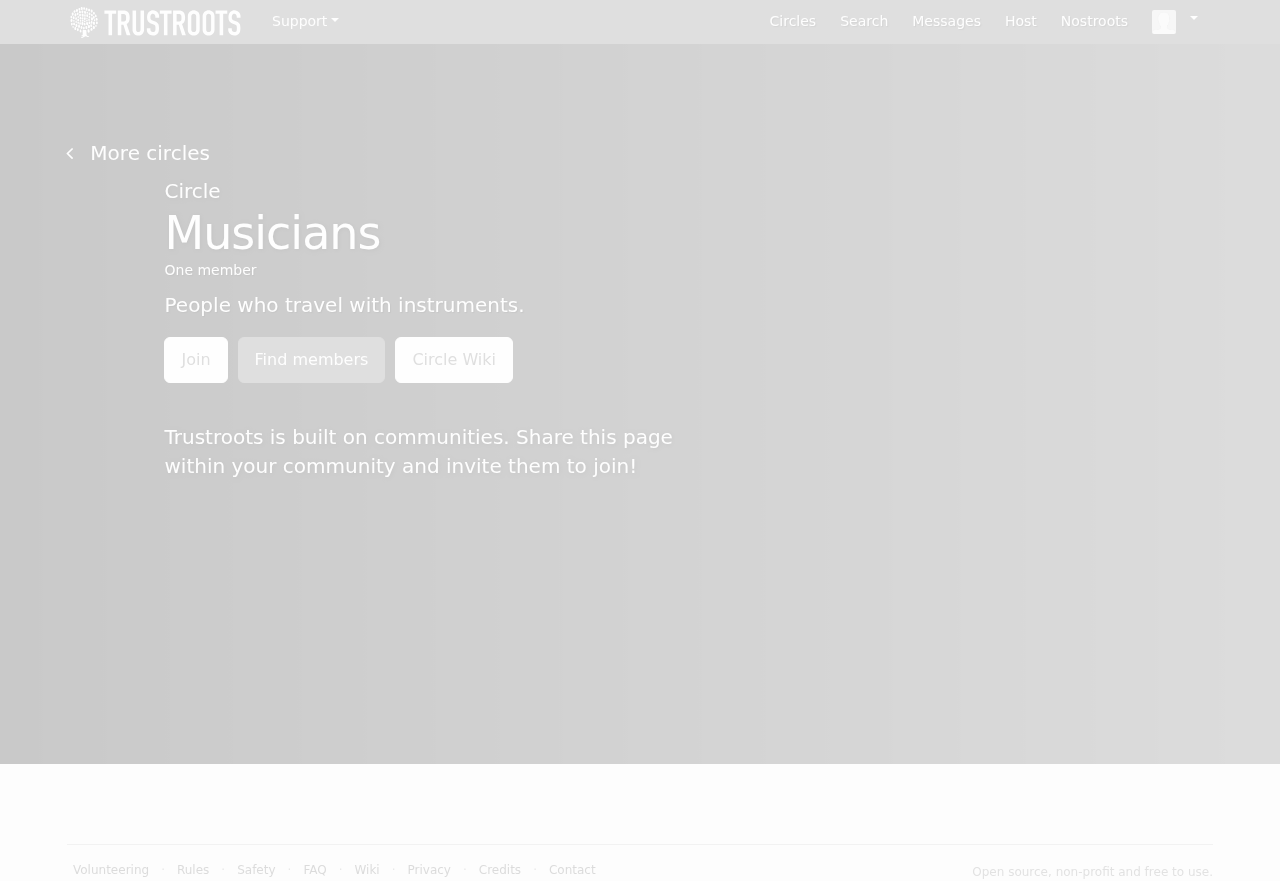 TRUSTROOTS
Support
Circles
Search
Messages
Host
Nostroots
More circles
Circle
Musicians
One member
People who travel with instruments.
Join
Find members
Circle Wiki
Trustroots is built on communities. Share this page
within your community and invite them to join!
Volunteering · Rules · Safety · FAQ · Wiki · Privacy · Credits · Contact
Open source, non-profit and free to use.